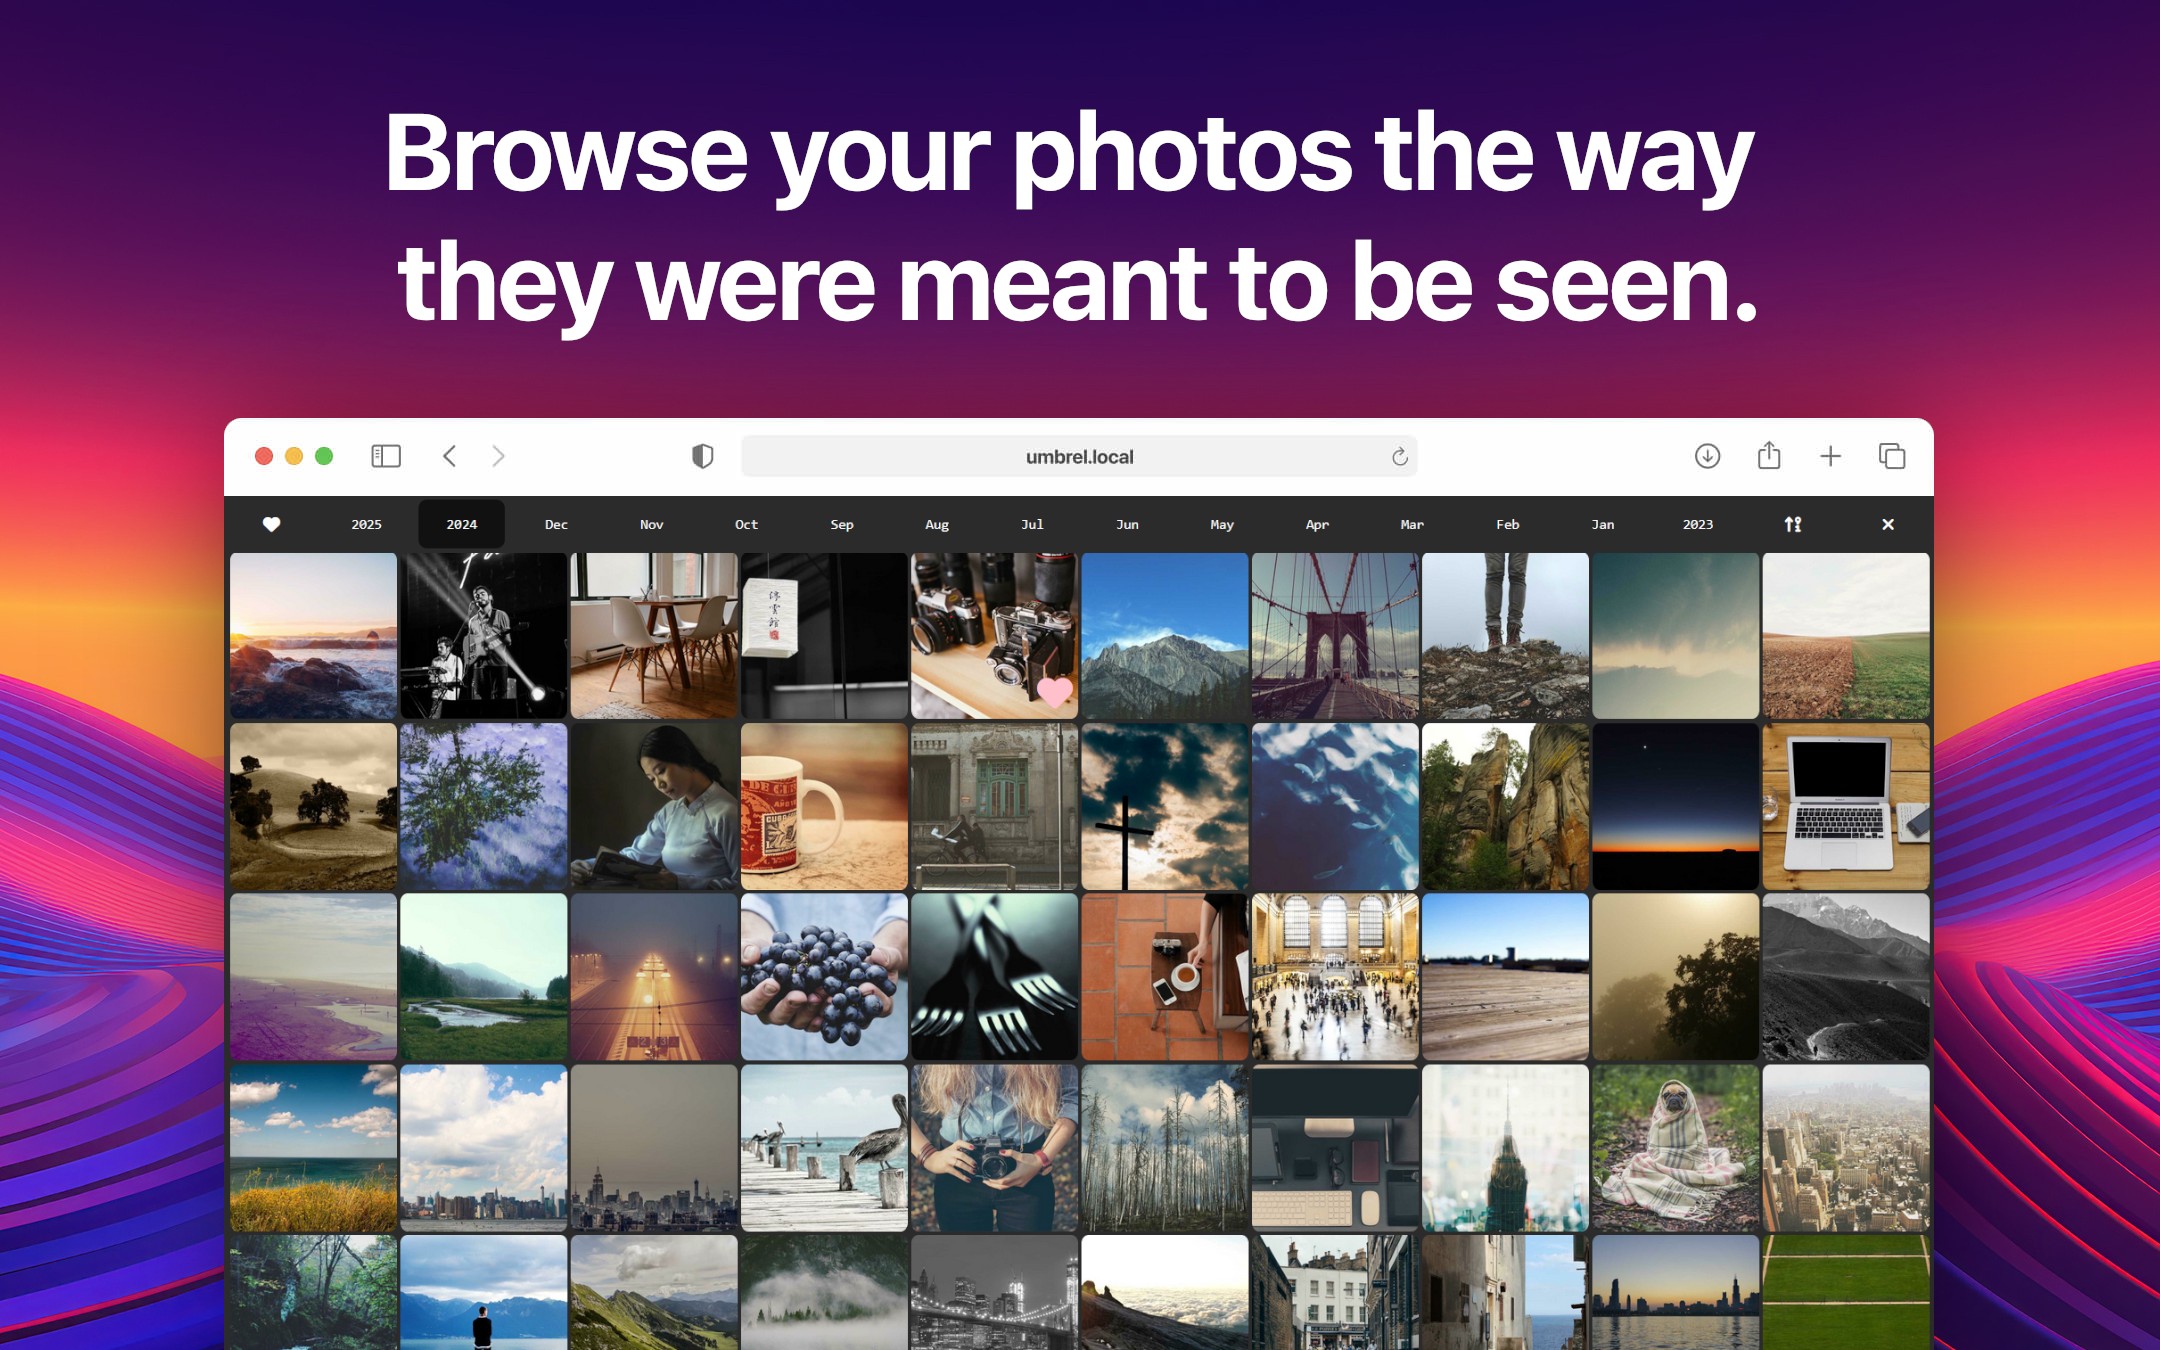 Browse your photos the way
they were meant to be seen.
umbrel.local
2025 2024 Dec Nov Oct Sep Aug Jul Jun May Apr Mar Feb Jan 2023